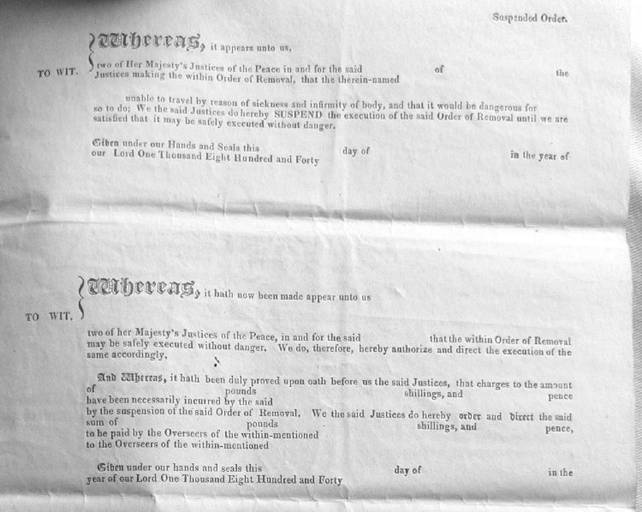 Suspended Order.
Whereas, it appears unto us,
TO WIT.
two of Her Majesty's Justices of the Peace in and for the said of the
Justices making the within Order of Removal, that the therein-named
unable to travel by reason of sickness and infirmity of body, and that it would be dangerous for
so to do; We the said Justices do hereby SUSPEND the execution of the said Order of Removal until we are
satisfied that it may be safely executed without danger.
Given under our Hands and Seals this day of in the year of
our Lord One Thousand Eight Hundred and Forty
Whereas, it hath now been made appear unto us
TO WIT.
two of her Majesty's Justices of the Peace, in and for the said that the within Order of Removal
may be safely executed without danger. We do, therefore, hereby authorize and direct the execution of the
same accordingly.
And Whereas, it hath been duly proved upon oath before us the said Justices, that charges to the amount
of pounds shillings, and pence
have been necessarily incurred by the said
by the suspension of the said Order of Removal. We the said Justices do hereby order and direct the said
sum of pounds shillings, and pence,
to be paid by the Overseers of the within-mentioned
to the Overseers of the within-mentioned
Given under our hands and seals this day of in the
year of our Lord One Thousand Eight Hundred and Forty